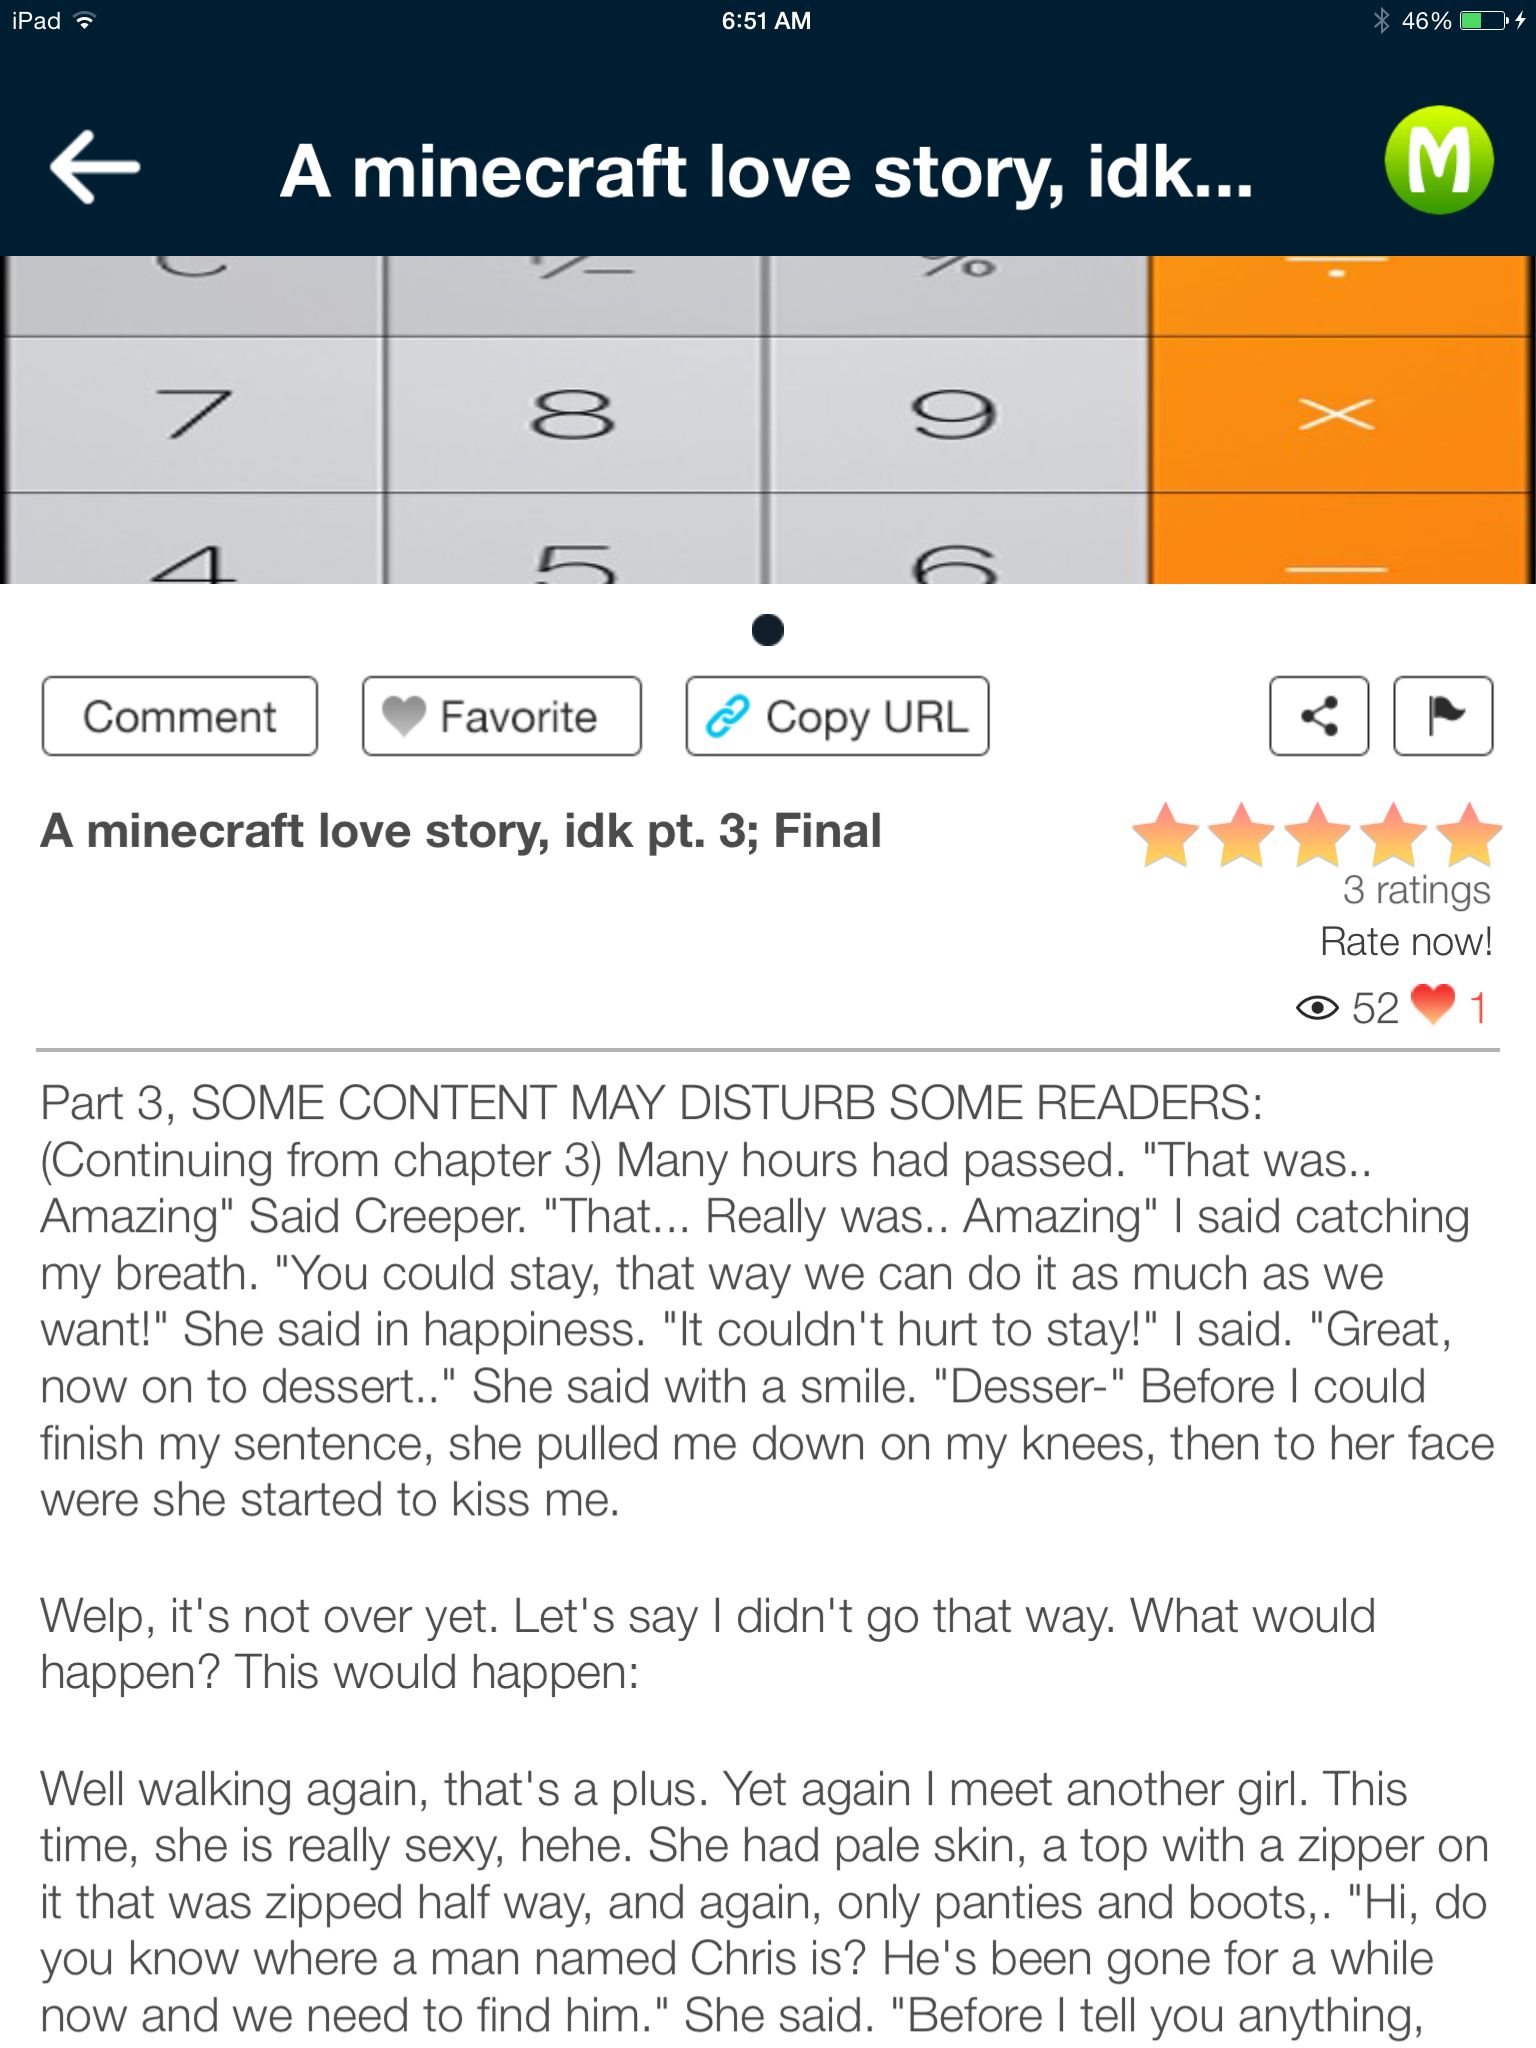 iPad 6:51 AM 46%
A minecraft love story, idk... M
C +/− % ÷
7 8 9 ×
4 5 6 −
Comment Favorite Copy URL
A minecraft love story, idk pt. 3; Final
3 ratings
Rate now!
52 1
Part 3, SOME CONTENT MAY DISTURB SOME READERS:
(Continuing from chapter 3) Many hours had passed. "That was..
Amazing" Said Creeper. "That... Really was.. Amazing" I said catching
my breath. "You could stay, that way we can do it as much as we
want!" She said in happiness. "It couldn't hurt to stay!" I said. "Great,
now on to dessert.." She said with a smile. "Desser-" Before I could
finish my sentence, she pulled me down on my knees, then to her face
were she started to kiss me.
Welp, it's not over yet. Let's say I didn't go that way. What would
happen? This would happen:
Well walking again, that's a plus. Yet again I meet another girl. This
time, she is really sexy, hehe. She had pale skin, a top with a zipper on
it that was zipped half way, and again, only panties and boots,. "Hi, do
you know where a man named Chris is? He's been gone for a while
now and we need to find him." She said. "Before I tell you anything,